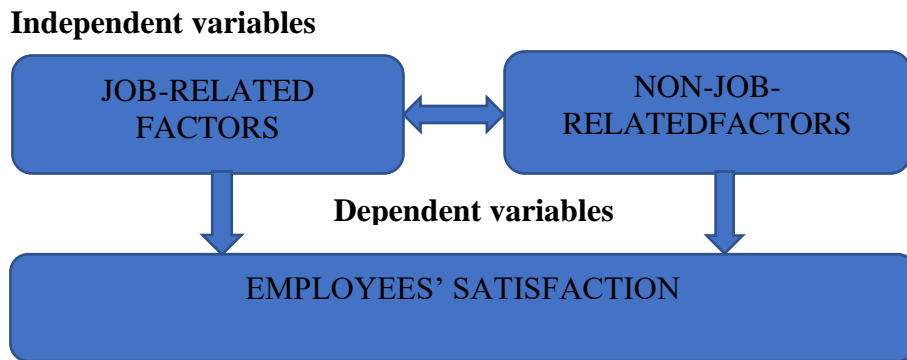 Independent variables
JOB-RELATED
FACTORS
NON-JOB-
RELATEDFACTORS
Dependent variables
EMPLOYEES’ SATISFACTION